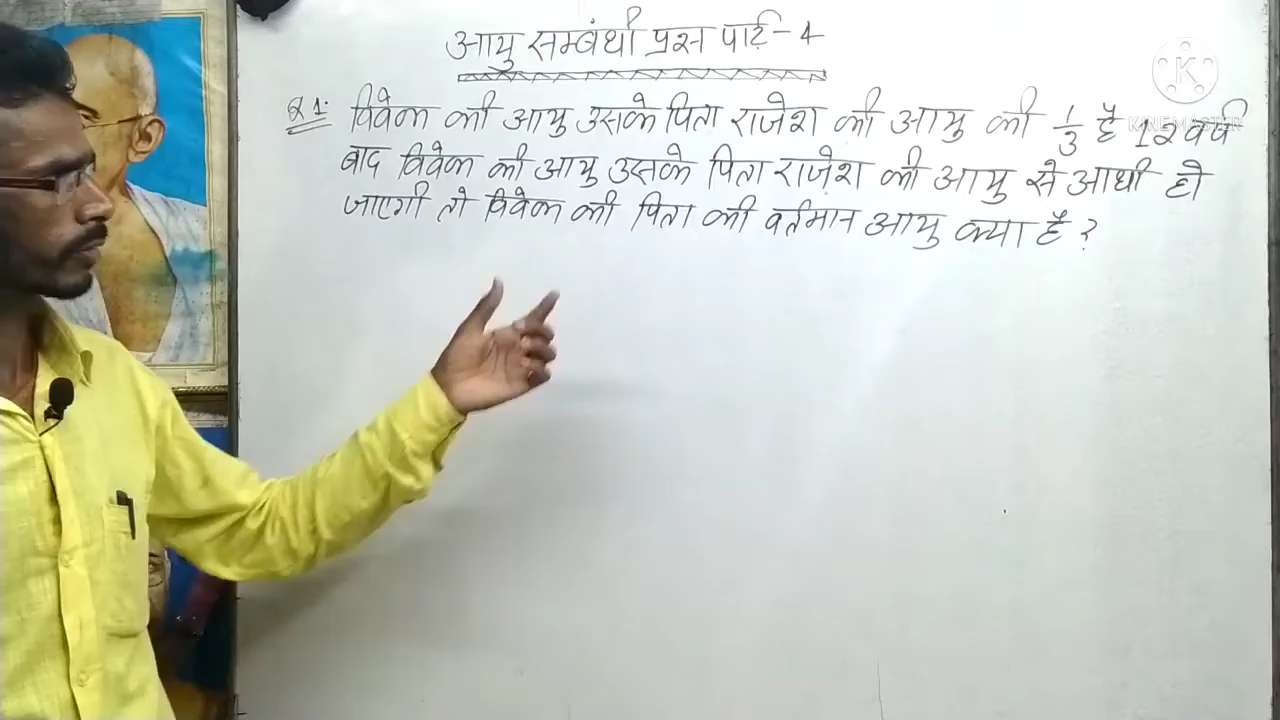 आयु सम्बंधी प्रश्न पार्ट-4
Q 1: विवेक की आयु उसके पिता राजेश की आयु की 1/3 है 12 वर्ष
बाद विवेक की आयु उसके पिता राजेश की आयु से आधी हो
जाएगी तो विवेक की पिता की वर्तमान आयु क्या है ?
K
KINEMASTER